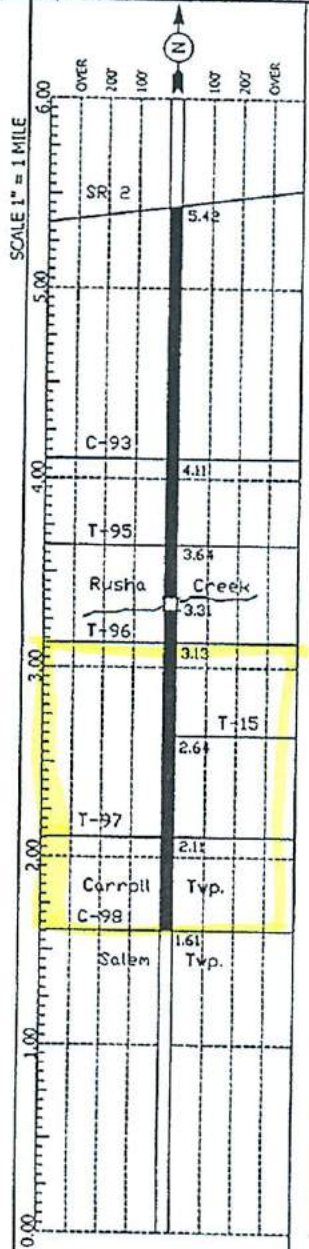 SCALE 1" = 1 MILE
N
OVER
200'
100'
100'
200'
OVER
6.00
SR 2
5.42
5.00
C-93
4.11
4.00
T-95
3.64
Rusha Creek
3.31
T-96
3.13
3.00
T-15
2.64
T-97
2.11
2.00
Carroll Twp.
C-98
1.61
Salem Twp.
1.00
0.00